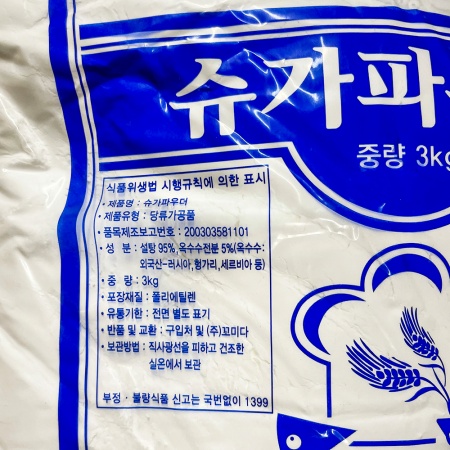 슈가파
중량 3kg
식품위생법 시행규칙에 의한 표시
• 제품명 : 슈가파우더
• 제품유형 : 당류가공품
• 품목제조보고번호 : 200303581101
• 성 분 : 설탕 95%, 옥수수전분 5%(옥수수:
외국산-러시아,헝가리,세르비아 등)
• 중 량 : 3kg
• 포장재질 : 폴리에틸렌
• 유통기한 : 전면 별도 표기
• 반품 및 교환 : 구입처 및 (주)꼬미다
• 보관방법 : 직사광선을 피하고 건조한
실온에서 보관
부정 · 불량식품 신고는 국번없이 1399